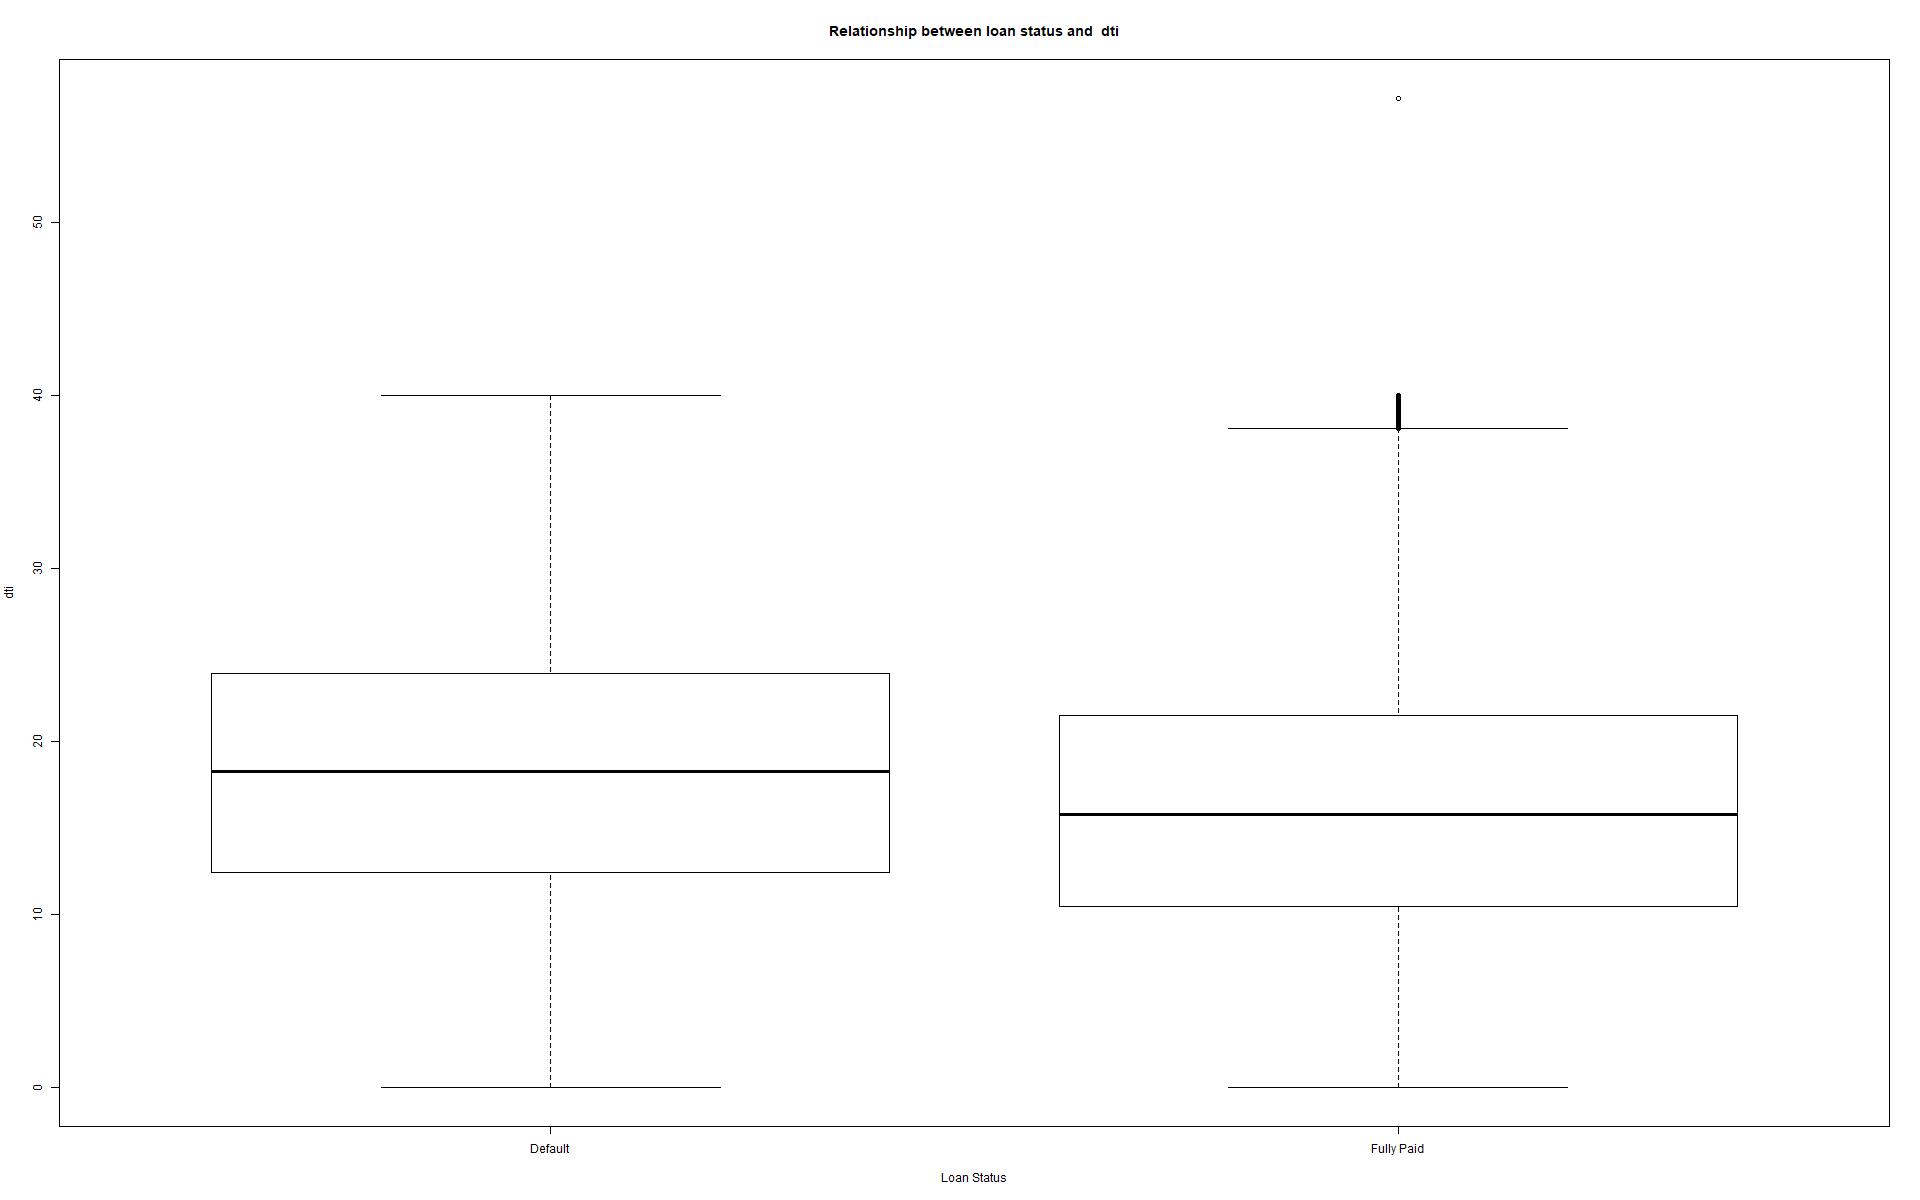 Relationship between loan status and  dti
50
40
30
20
10
0
dti
Default
Fully Paid
Loan Status